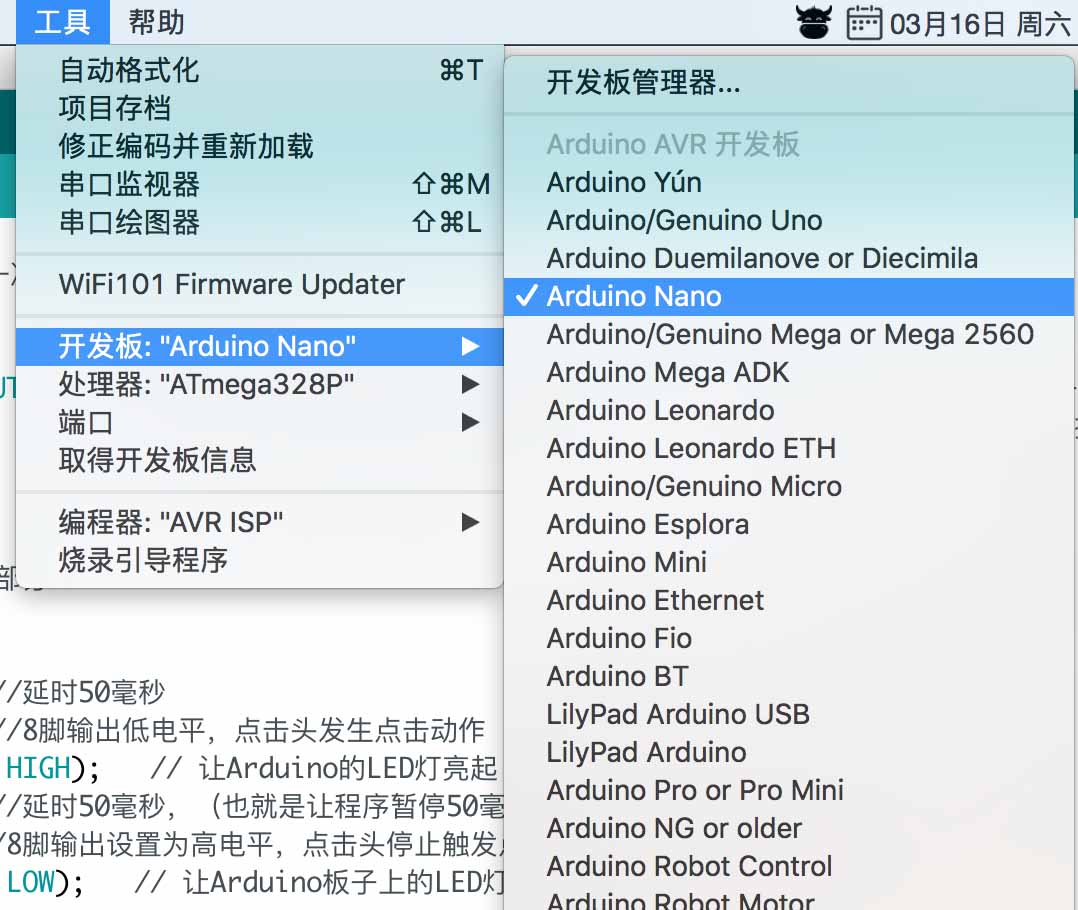 工具 帮助 03月16日 周六
自动格式化 ⌘T
项目存档
修正编码并重新加载
串口监视器 ⇧⌘M
串口绘图器 ⇧⌘L
WiFi101 Firmware Updater
开发板: "Arduino Nano" ▶
处理器: "ATmega328P" ▶
端口 ▶
取得开发板信息
编程器: "AVR ISP" ▶
烧录引导程序
开发板管理器...
Arduino AVR 开发板
Arduino Yún
Arduino/Genuino Uno
Arduino Duemilanove or Diecimila
✓ Arduino Nano
Arduino/Genuino Mega or Mega 2560
Arduino Mega ADK
Arduino Leonardo
Arduino Leonardo ETH
Arduino/Genuino Micro
Arduino Esplora
Arduino Mini
Arduino Ethernet
Arduino Fio
Arduino BT
LilyPad Arduino USB
LilyPad Arduino
Arduino Pro or Pro Mini
Arduino NG or older
Arduino Robot Control
Arduino Robot Motor
//延时50毫秒
//8脚输出低电平，点击头发生点击动作
HIGH);   // 让Arduino的LED灯亮起
//延时50毫秒，（也就是让程序暂停50毫
/8脚输出设置为高电平，点击头停止触发
LOW);   // 让Arduino板子上的LED灯